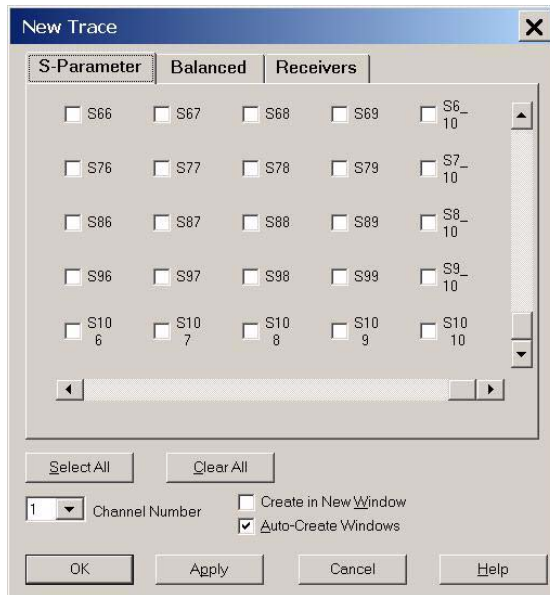 New Trace
S-Parameter Balanced Receivers
S66 S67 S68 S69 S6_
10
S76 S77 S78 S79 S7_
10
S86 S87 S88 S89 S8_
10
S96 S97 S98 S99 S9_
10
S10 S10 S10 S10 S10
6 7 8 9 10
Select All Clear All
1 Channel Number
Create in New Window
Auto-Create Windows
OK Apply Cancel Help